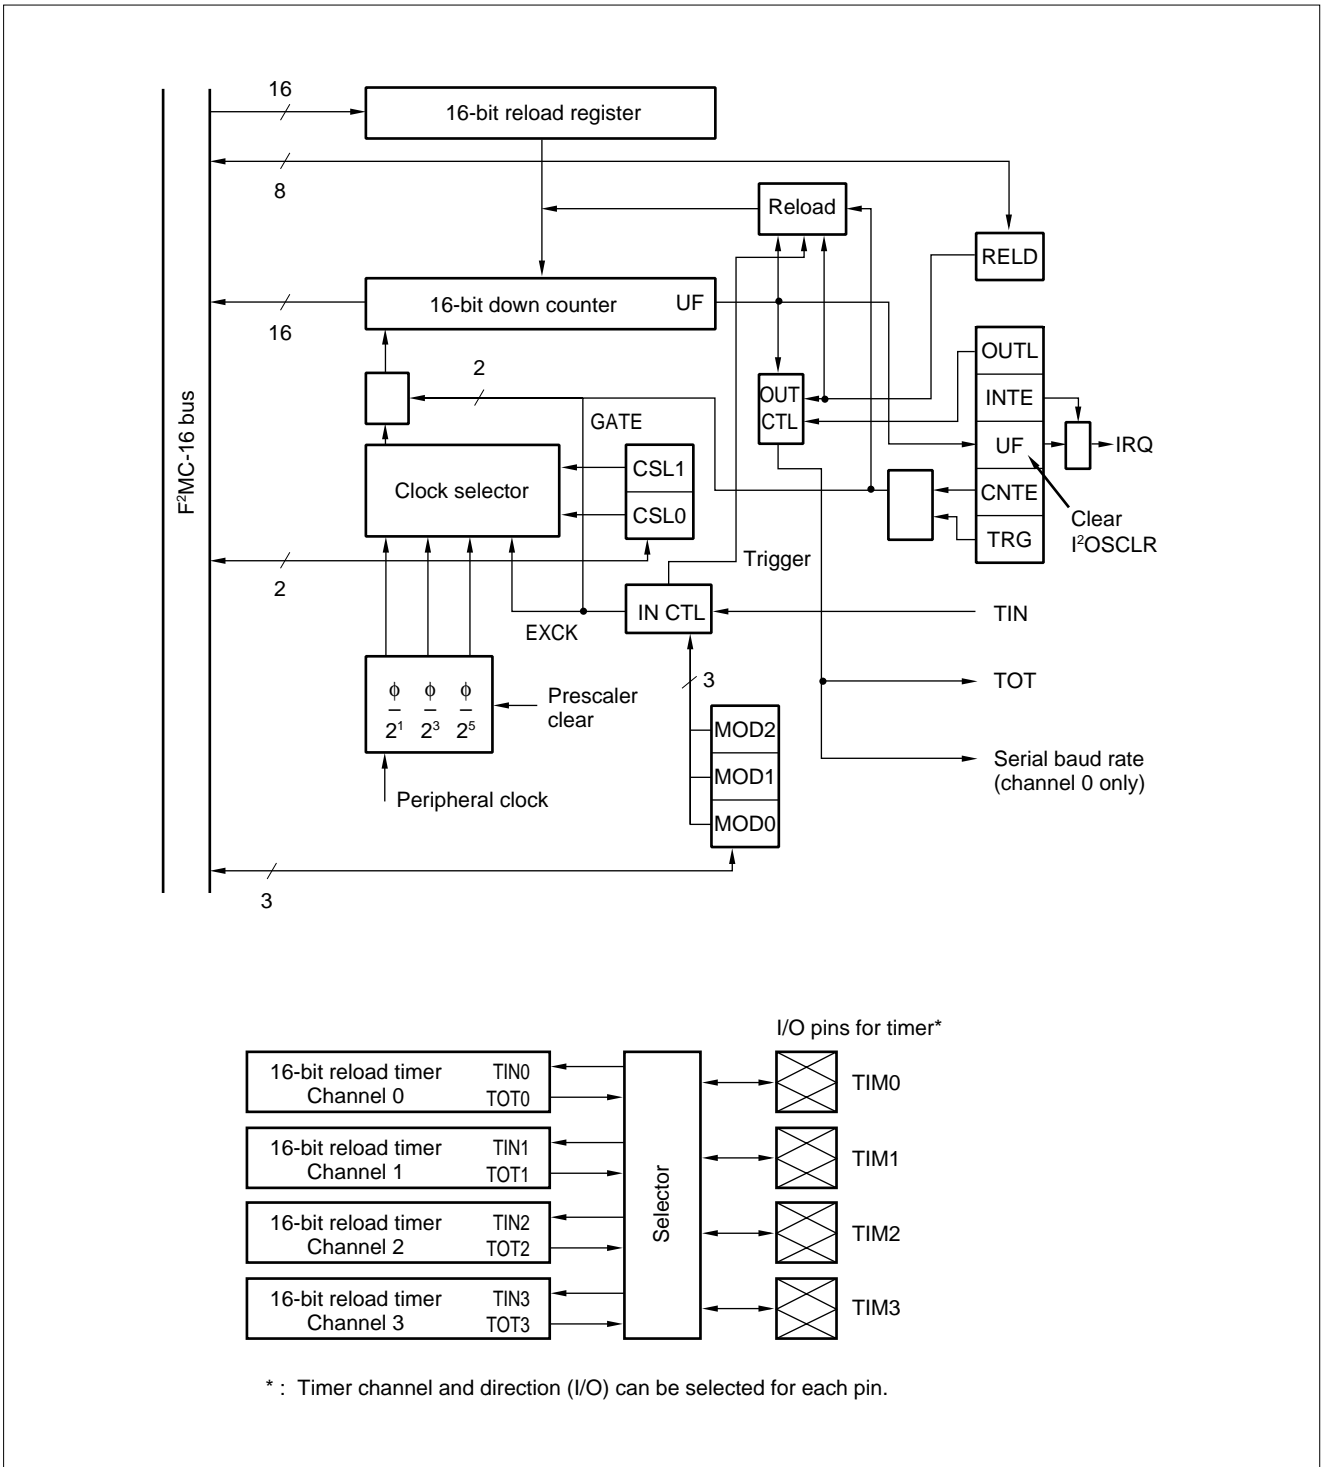 16
16-bit reload register
8
Reload
RELD
16-bit down counter UF
16
OUTL
2
INTE
OUT
CTL
GATE
UF
IRQ
F²MC-16 bus
Clock selector
CSL1
CSL0
CNTE
TRG
Clear
I²OSCLR
Trigger
2
IN CTL
TIN
EXCK
3
TOT
Prescaler
clear
ϕ ϕ ϕ
2¹ 2³ 2⁵
MOD2
MOD1
MOD0
Serial baud rate
(channel 0 only)
Peripheral clock
3
I/O pins for timer*
16-bit reload timer TIN0
Channel 0 TOT0
TIM0
16-bit reload timer TIN1
Channel 1 TOT1
TIM1
Selector
16-bit reload timer TIN2
Channel 2 TOT2
TIM2
16-bit reload timer TIN3
Channel 3 TOT3
TIM3
* : Timer channel and direction (I/O) can be selected for each pin.